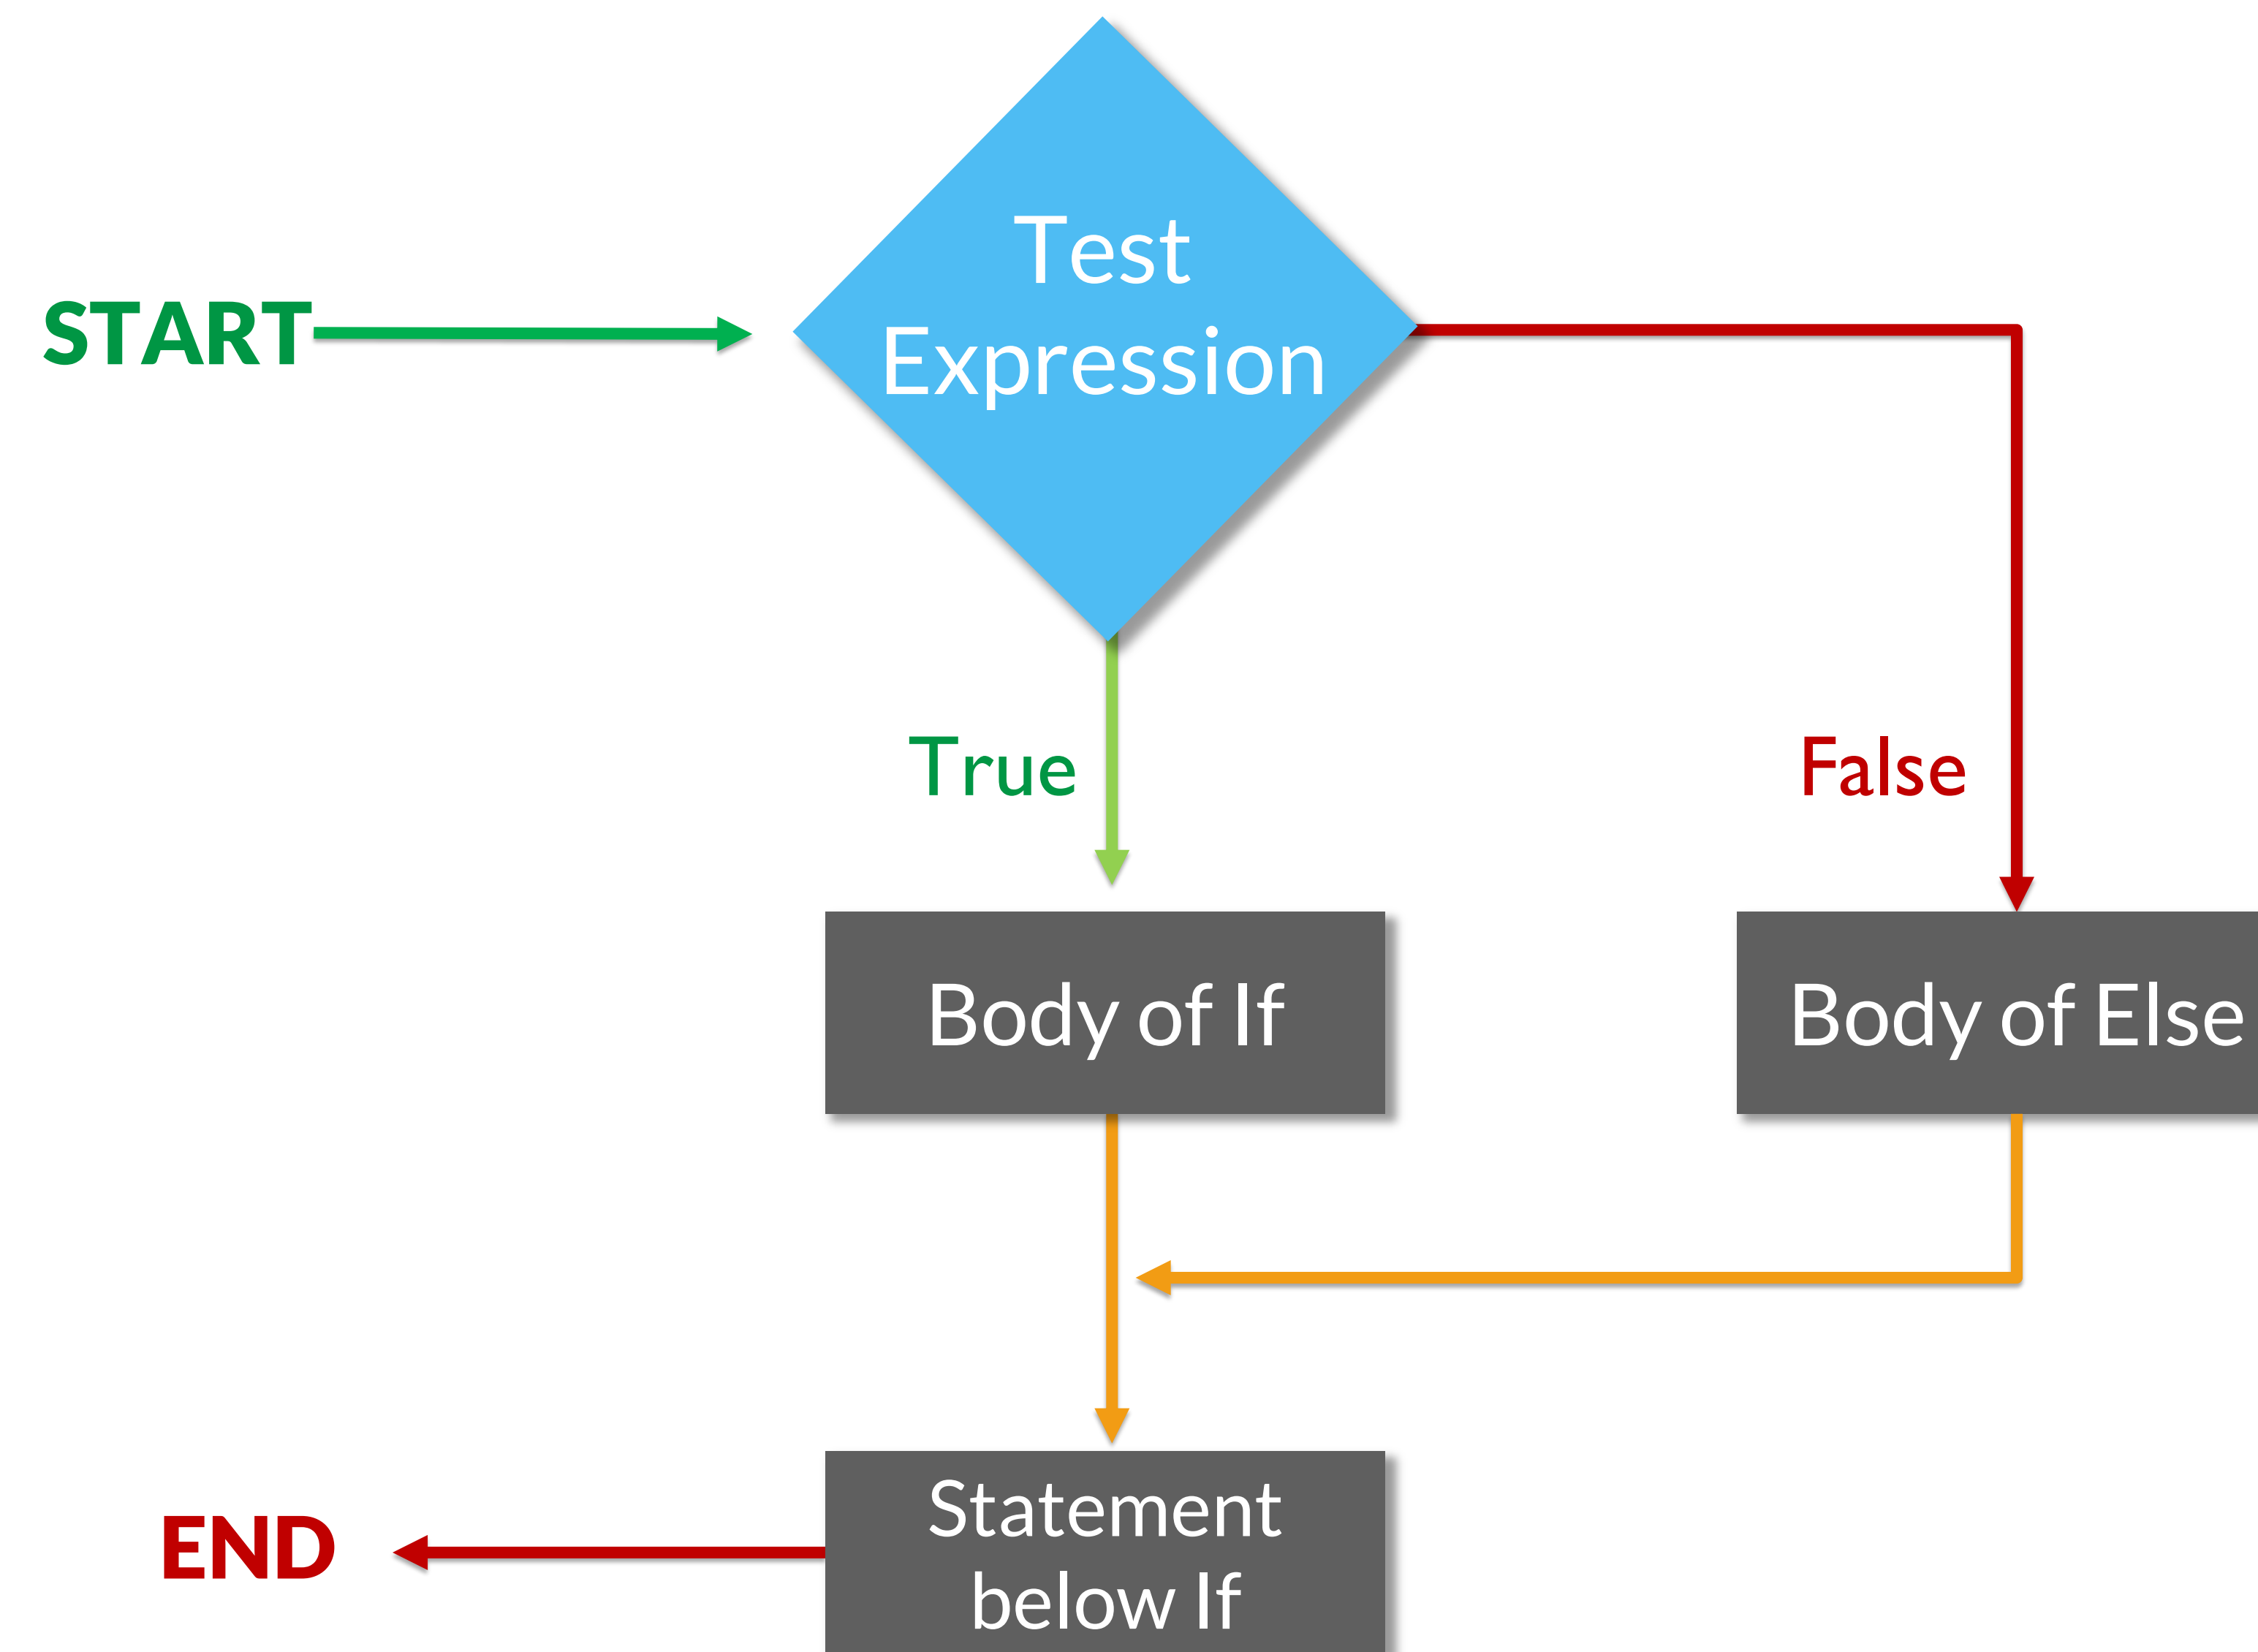 Test
Expression
START
True
False
Body of If
Body of Else
Statement
below If
END